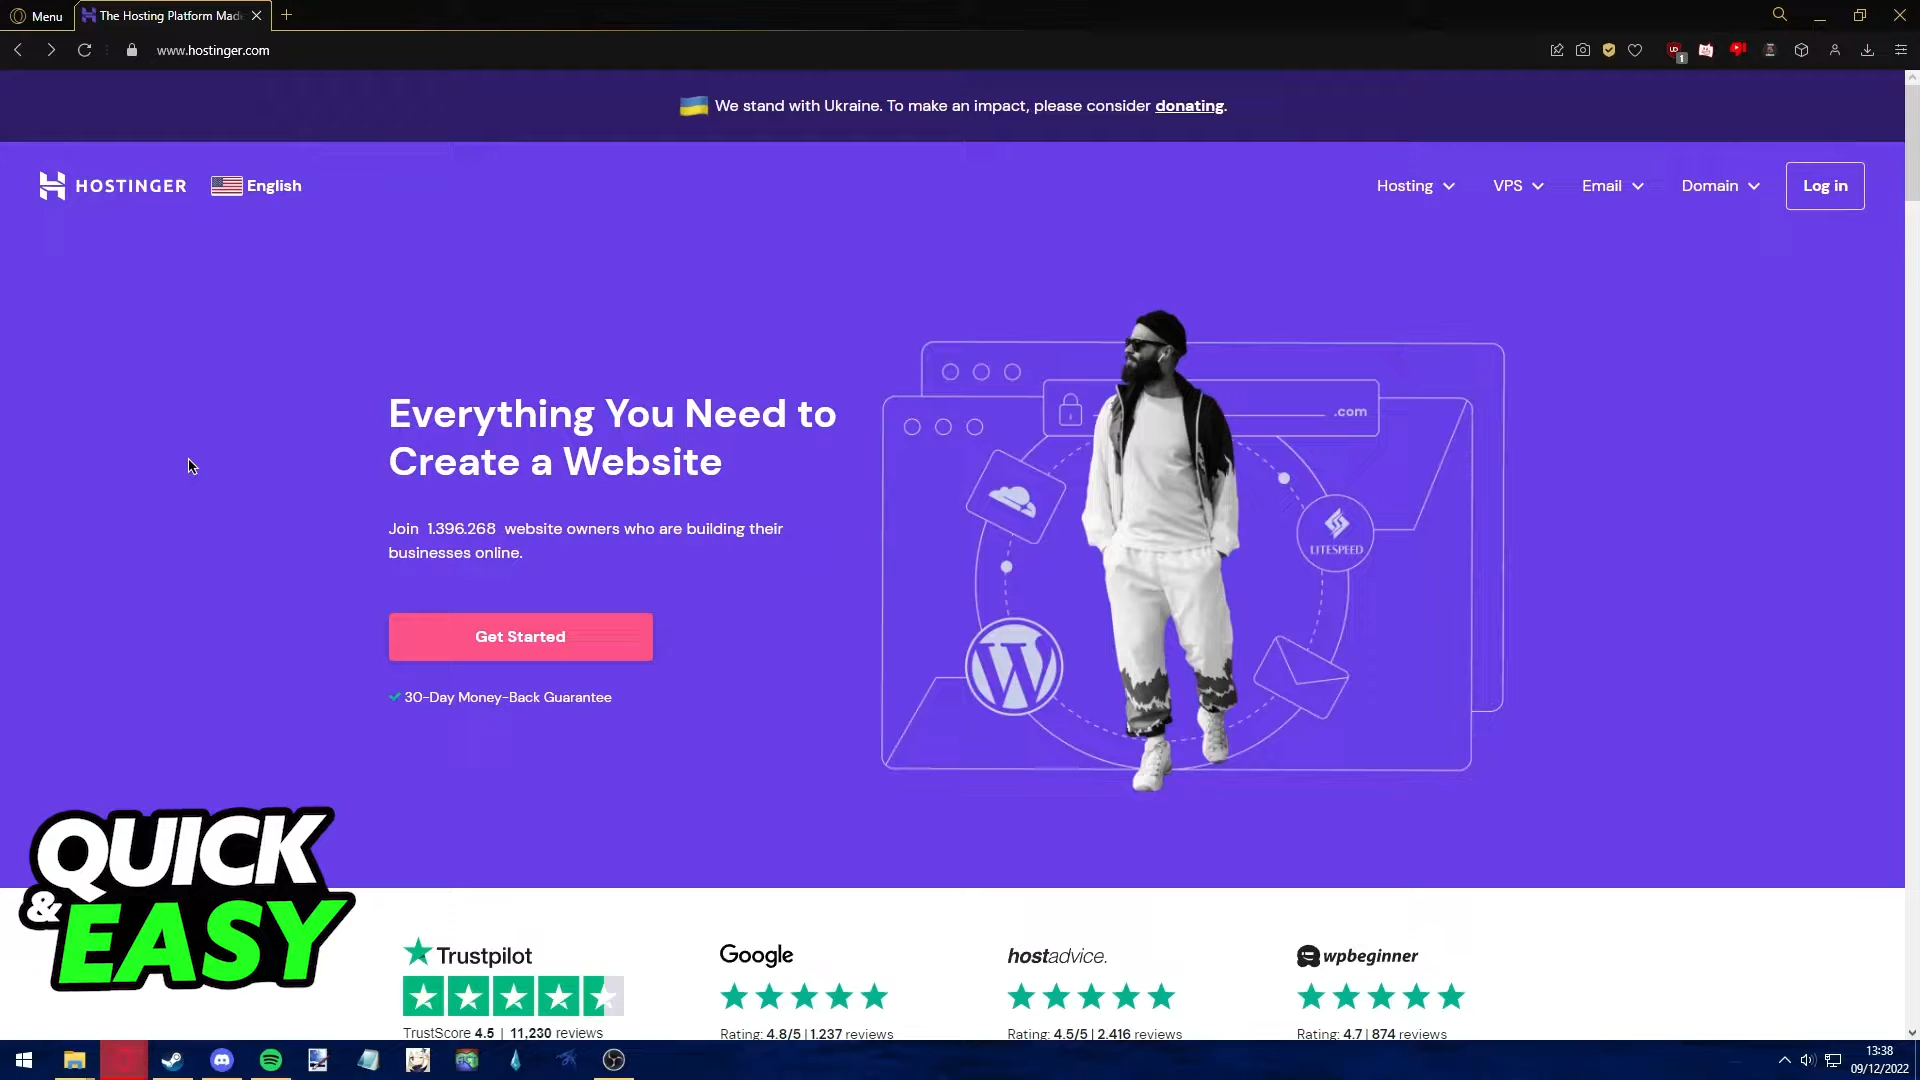 Menu
The Hosting Platform Mad
www.hostinger.com
1
We stand with Ukraine. To make an impact, please consider donating.
HOSTINGER
English
Hosting
VPS
Email
Domain
Log in
.com
Everything You Need to
Create a Website
LITESPEED
Join 1.396.268 website owners who are building their
businesses online.
Get Started
30-Day Money-Back Guarantee
QUICK
& EASY
Trustpilot
Google
hostadvice.
wpbeginner
TrustScore 4.5 | 11,230 reviews
Rating: 4.8/5 | 1.237 reviews
Rating: 4.5/5 | 2.416 reviews
Rating: 4.7 | 874 reviews
13:38
09/12/2022